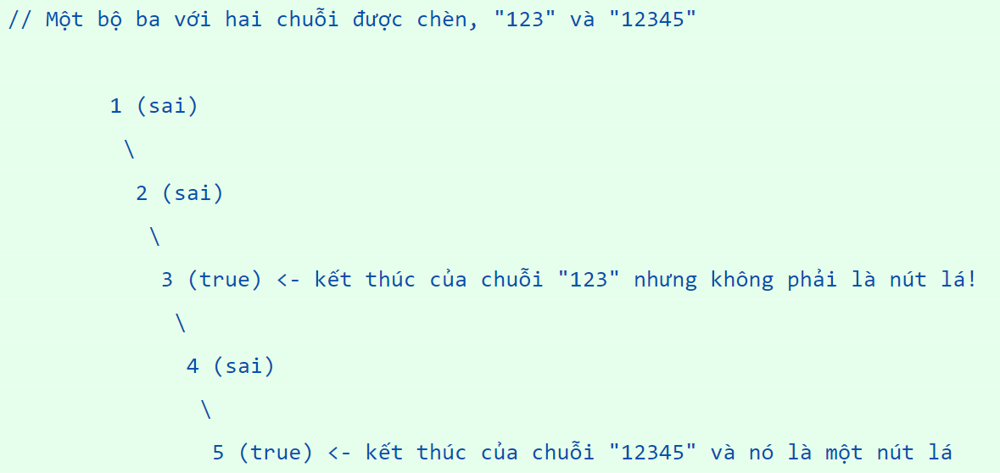 // Một bộ ba với hai chuỗi được chèn, "123" và "12345"
1 (sai)
\
2 (sai)
\
3 (true) <- kết thúc của chuỗi "123" nhưng không phải là nút lá!
\
4 (sai)
\
5 (true) <- kết thúc của chuỗi "12345" và nó là một nút lá